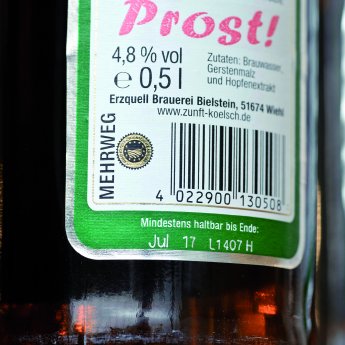 Prost!
4,8 % vol
℮ 0,5 l
Zutaten: Brauwasser,
Gerstenmalz
und Hopfenextrakt
Erzquell Brauerei Bielstein, 51674 Wiehl
www.zunft-koelsch.de
MEHRWEG
4 022900 130508
Mindestens haltbar bis Ende:
Jul 17 L1407H